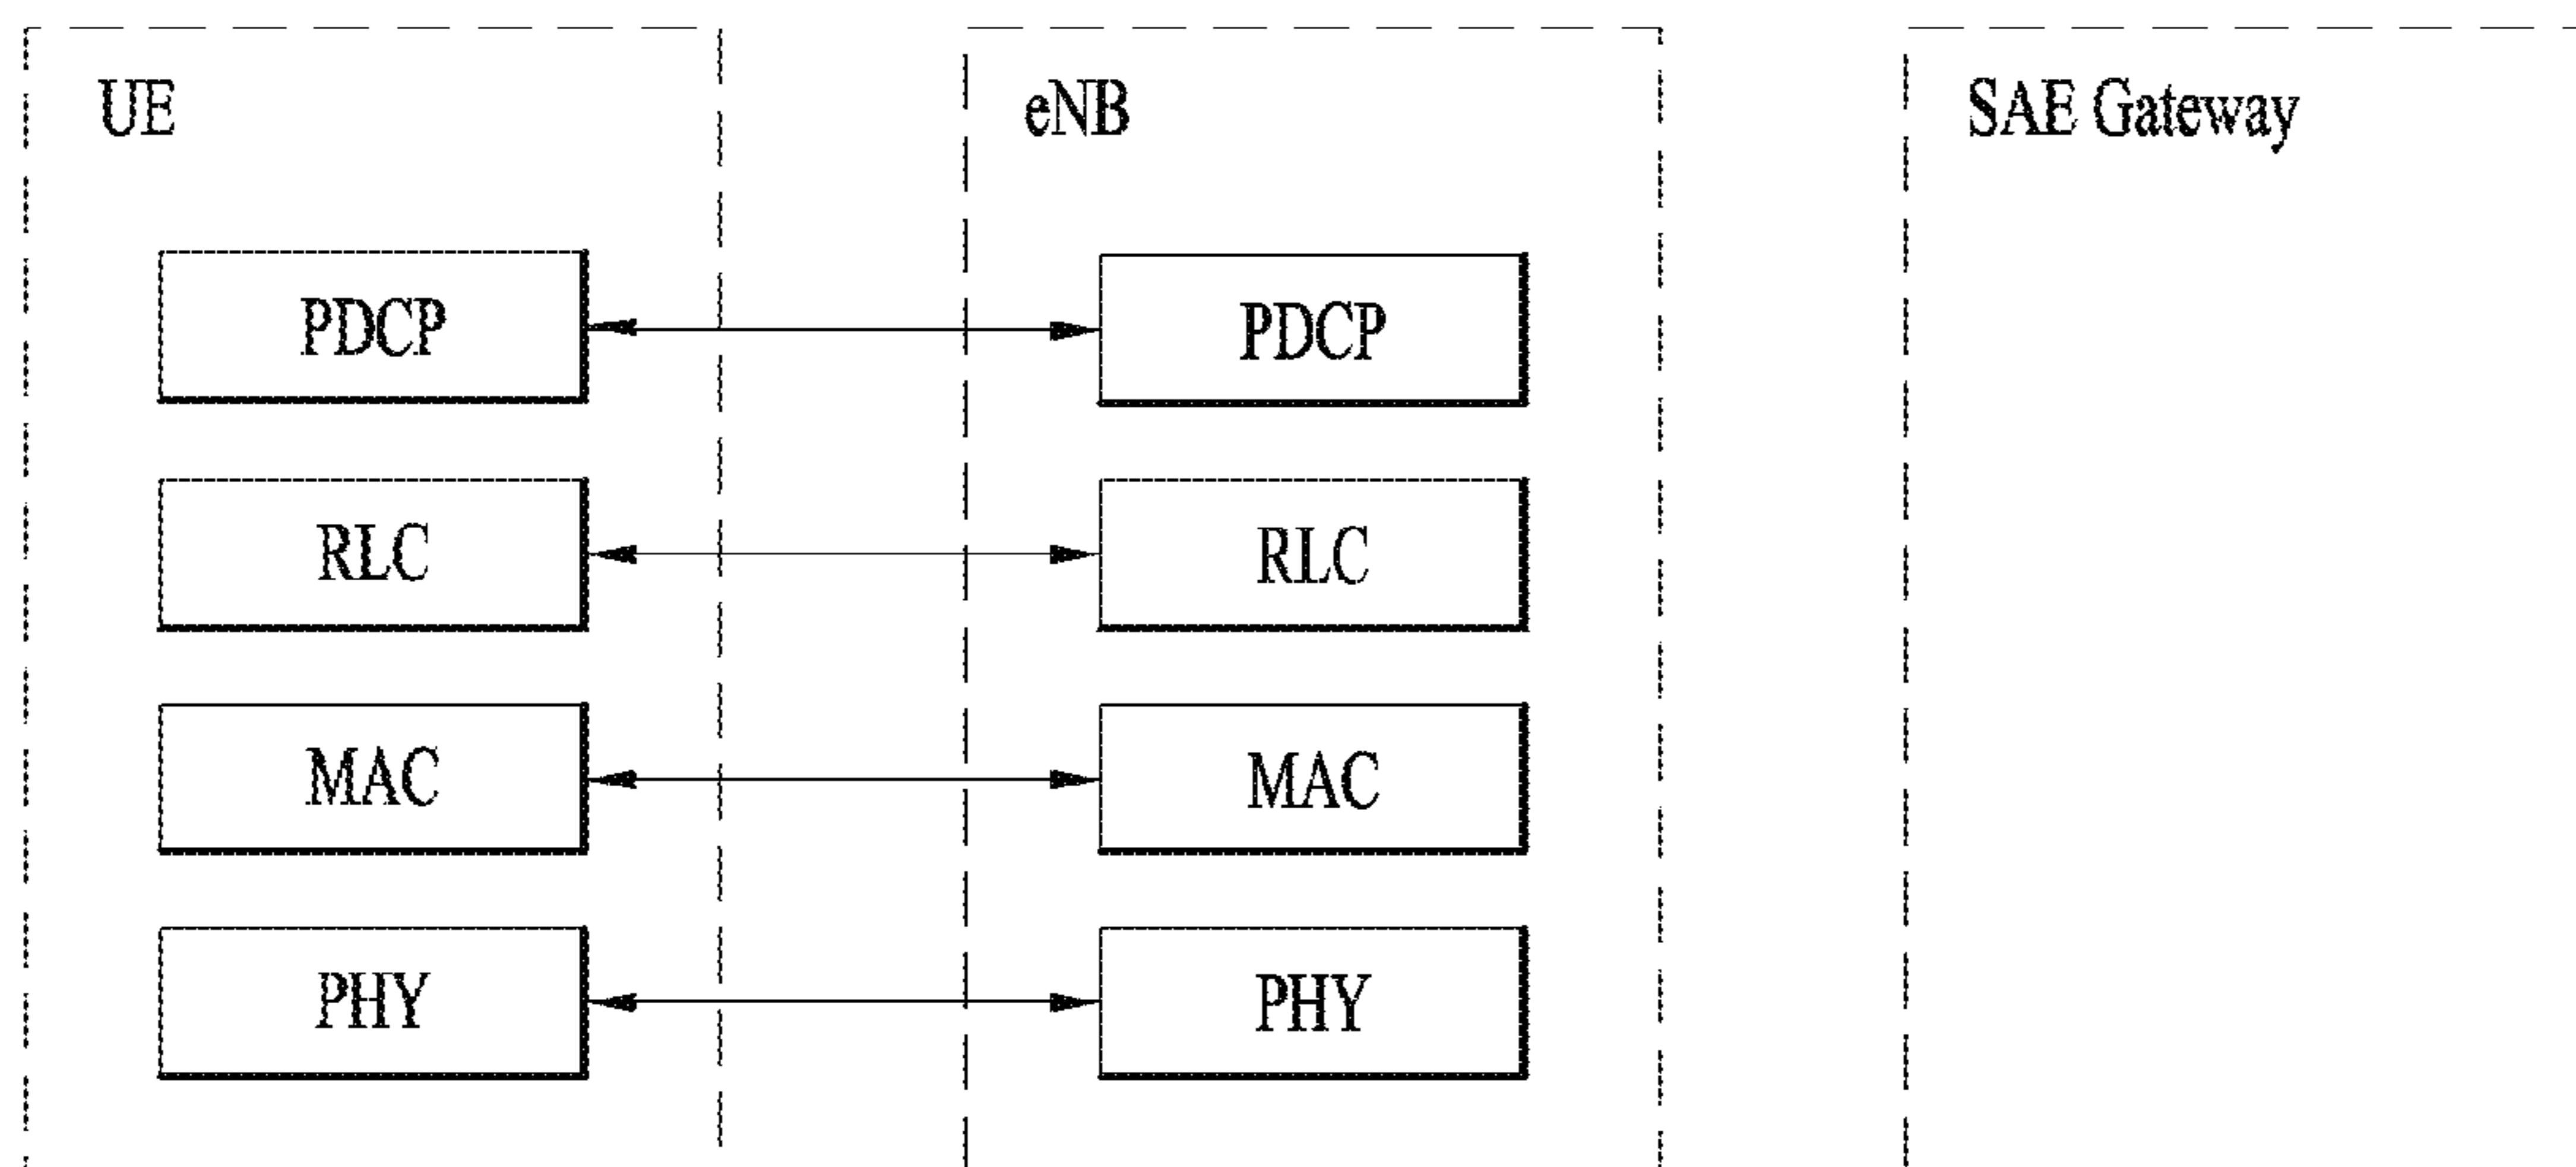 UE
eNB
SAE Gateway
PDCP
PDCP
RLC
RLC
MAC
MAC
PHY
PHY